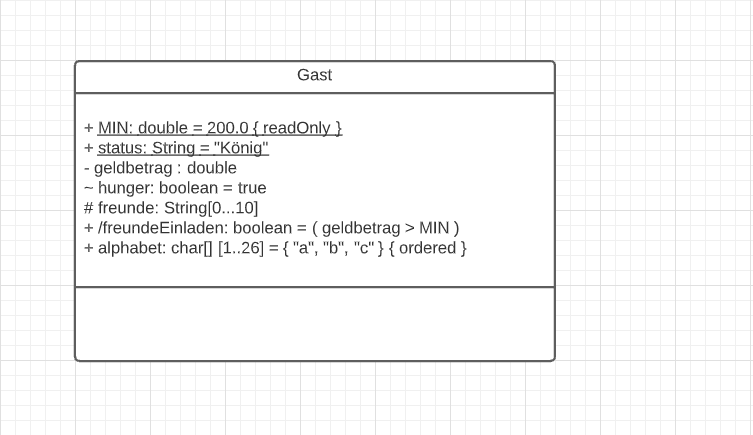 Gast
+ MIN: double = 200.0 { readOnly }
+ status: String = "König"
- geldbetrag : double
~ hunger: boolean = true
# freunde: String[0...10]
+ /freundeEinladen: boolean = ( geldbetrag > MIN )
+ alphabet: char[] [1..26] = { "a", "b", "c" } { ordered }